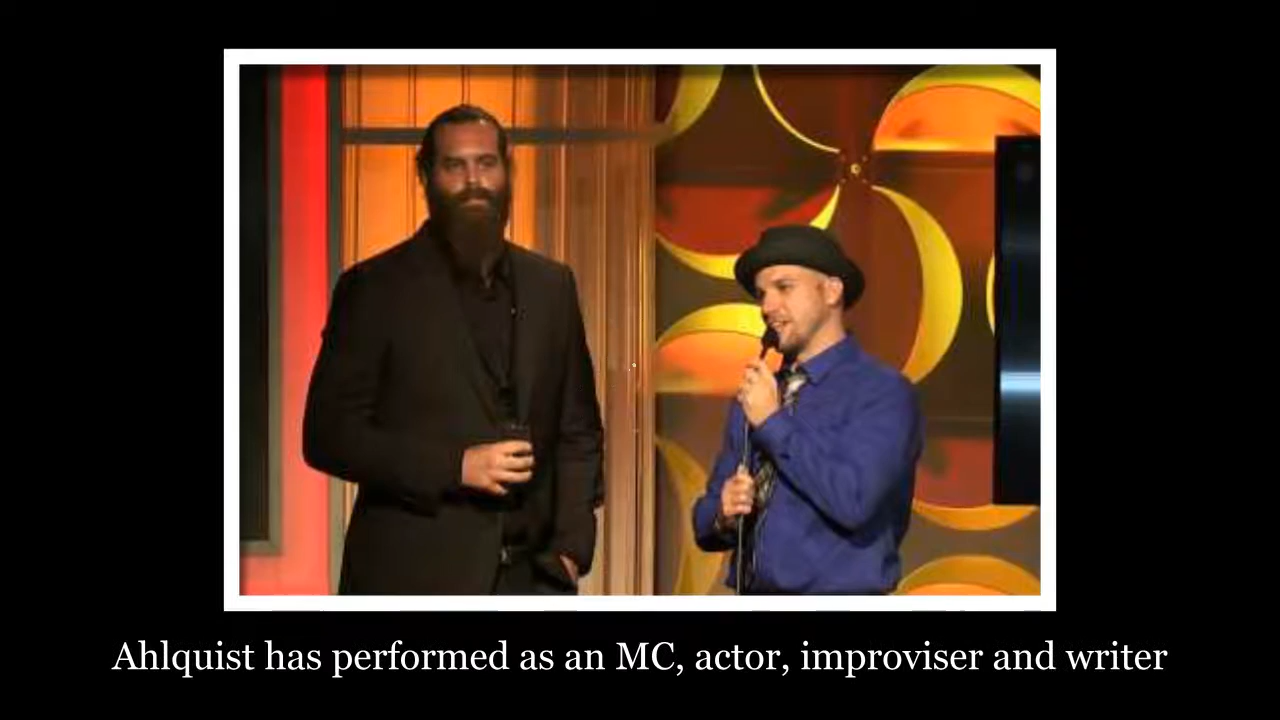 Ahlquist has performed as an MC, actor, improviser and writer